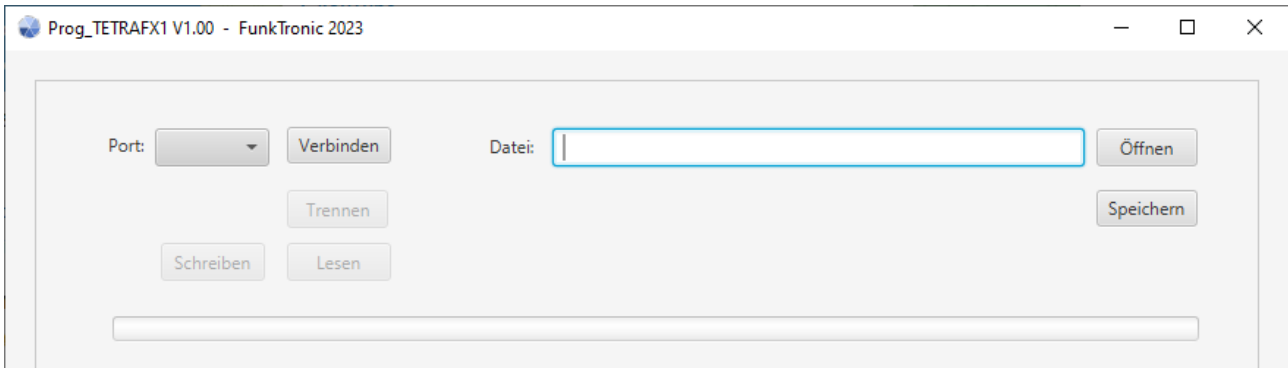 Prog_TETRAFX1 V1.00 - FunkTronic 2023
Port: Verbinden Datei: Öffnen
Trennen Speichern
Schreiben Lesen